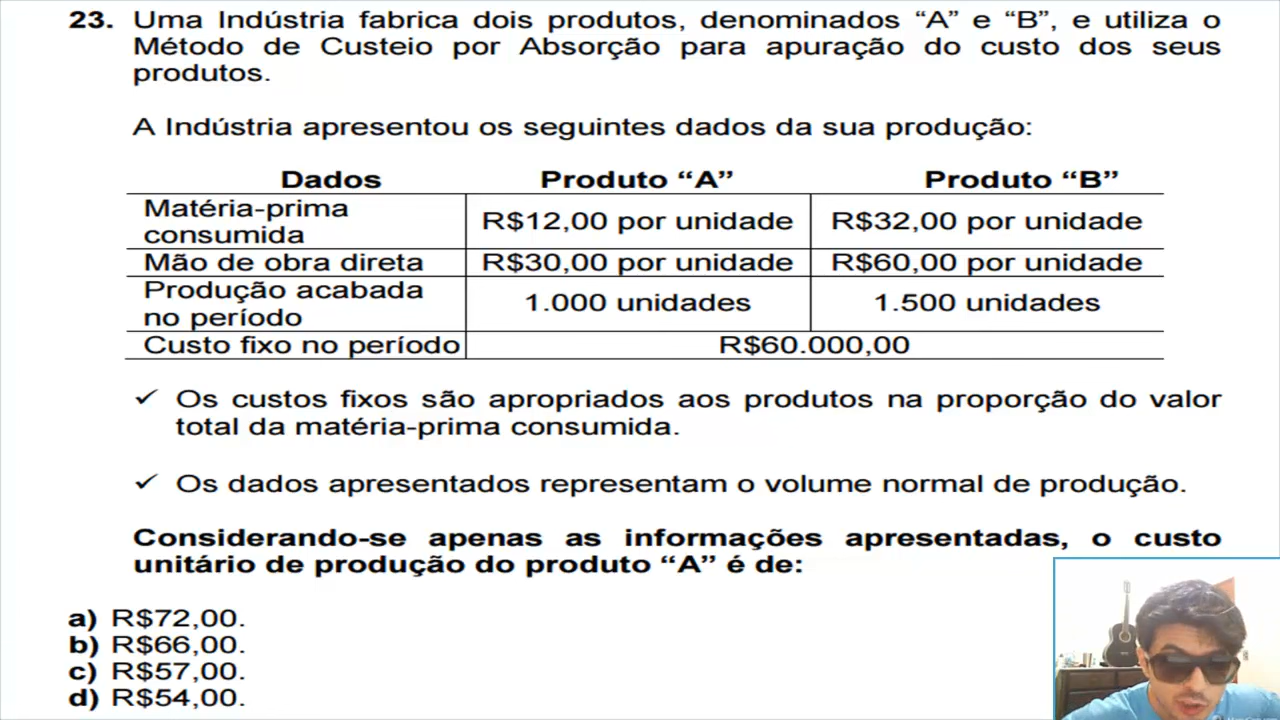 23. Uma Indústria fabrica dois produtos, denominados “A” e “B”, e utiliza o
Método de Custeio por Absorção para apuração do custo dos seus
produtos.
A Indústria apresentou os seguintes dados da sua produção:
Dados Produto “A” Produto “B”
Matéria-prima
consumida R$12,00 por unidade R$32,00 por unidade
Mão de obra direta R$30,00 por unidade R$60,00 por unidade
Produção acabada
no período 1.000 unidades 1.500 unidades
Custo fixo no período R$60.000,00
✓ Os custos fixos são apropriados aos produtos na proporção do valor
total da matéria-prima consumida.
✓ Os dados apresentados representam o volume normal de produção.
Considerando-se apenas as informações apresentadas, o custo
unitário de produção do produto “A” é de:
a) R$72,00.
b) R$66,00.
c) R$57,00.
d) R$54,00.